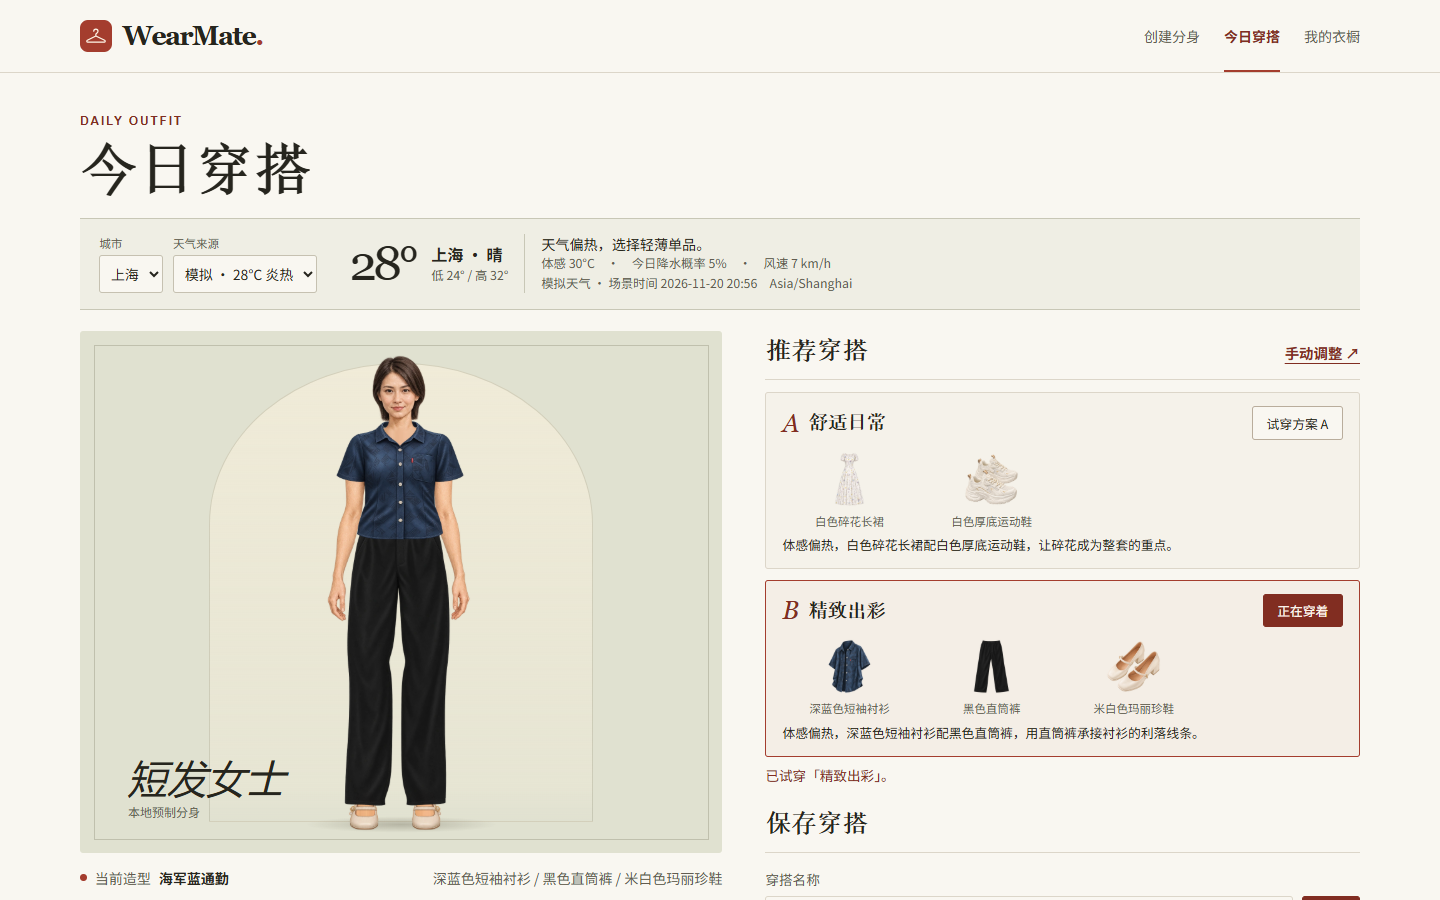 WearMate.
创建分身
今日穿搭
我的衣橱
DAILY OUTFIT
今日穿搭
城市
上海
天气来源
模拟 · 28°C 炎热
28°
上海 · 晴
低 24° / 高 32°
天气偏热，选择轻薄单品。
体感 30°C · 今日降水概率 5% · 风速 7 km/h
模拟天气 · 场景时间 2026-11-20 20:56 Asia/Shanghai
短发女士
本地预制分身
当前造型 海军蓝通勤
深蓝色短袖衬衫 / 黑色直筒裤 / 米白色玛丽珍鞋
推荐穿搭
手动调整 ↗
A 舒适日常
试穿方案 A
白色碎花长裙
白色厚底运动鞋
体感偏热，白色碎花长裙配白色厚底运动鞋，让碎花成为整套的重点。
B 精致出彩
正在穿着
深蓝色短袖衬衫
黑色直筒裤
米白色玛丽珍鞋
体感偏热，深蓝色短袖衬衫配黑色直筒裤，用直筒裤承接衬衫的利落线条。
已试穿「精致出彩」。
保存穿搭
穿搭名称